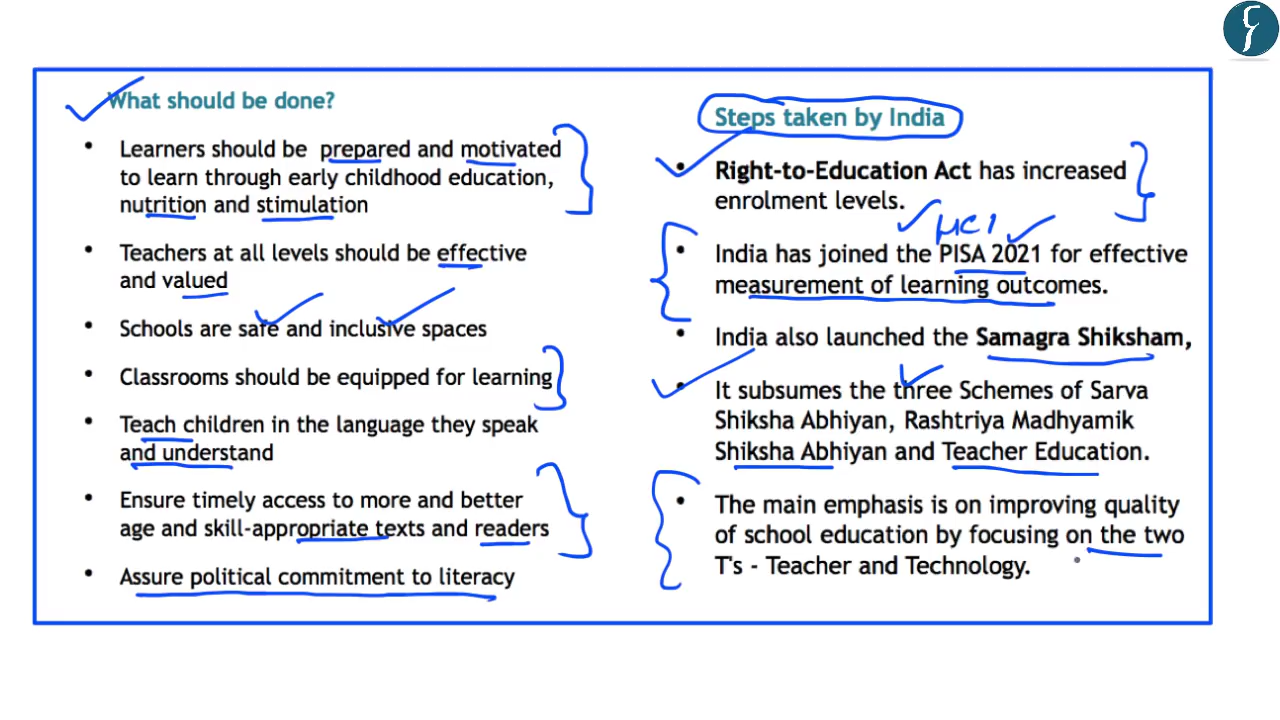 What should be done?
• Learners should be prepared and motivated
to learn through early childhood education,
nutrition and stimulation
• Teachers at all levels should be effective
and valued
• Schools are safe and inclusive spaces
• Classrooms should be equipped for learning
• Teach children in the language they speak
and understand
• Ensure timely access to more and better
age and skill-appropriate texts and readers
• Assure political commitment to literacy
Steps taken by India
• Right-to-Education Act has increased
enrolment levels.
• India has joined the PISA 2021 for effective
measurement of learning outcomes.
• India also launched the Samagra Shiksham,
• It subsumes the three Schemes of Sarva
Shiksha Abhiyan, Rashtriya Madhyamik
Shiksha Abhiyan and Teacher Education.
• The main emphasis is on improving quality
of school education by focusing on the two
T's - Teacher and Technology.